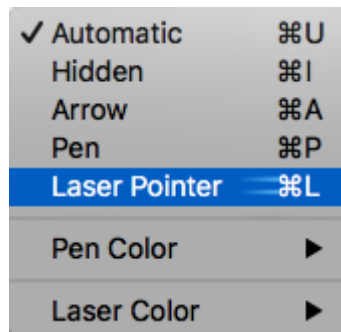 ✓ Automatic ⌘U
Hidden ⌘I
Arrow ⌘A
Pen ⌘P
Laser Pointer ⌘L
Pen Color ▶
Laser Color ▶